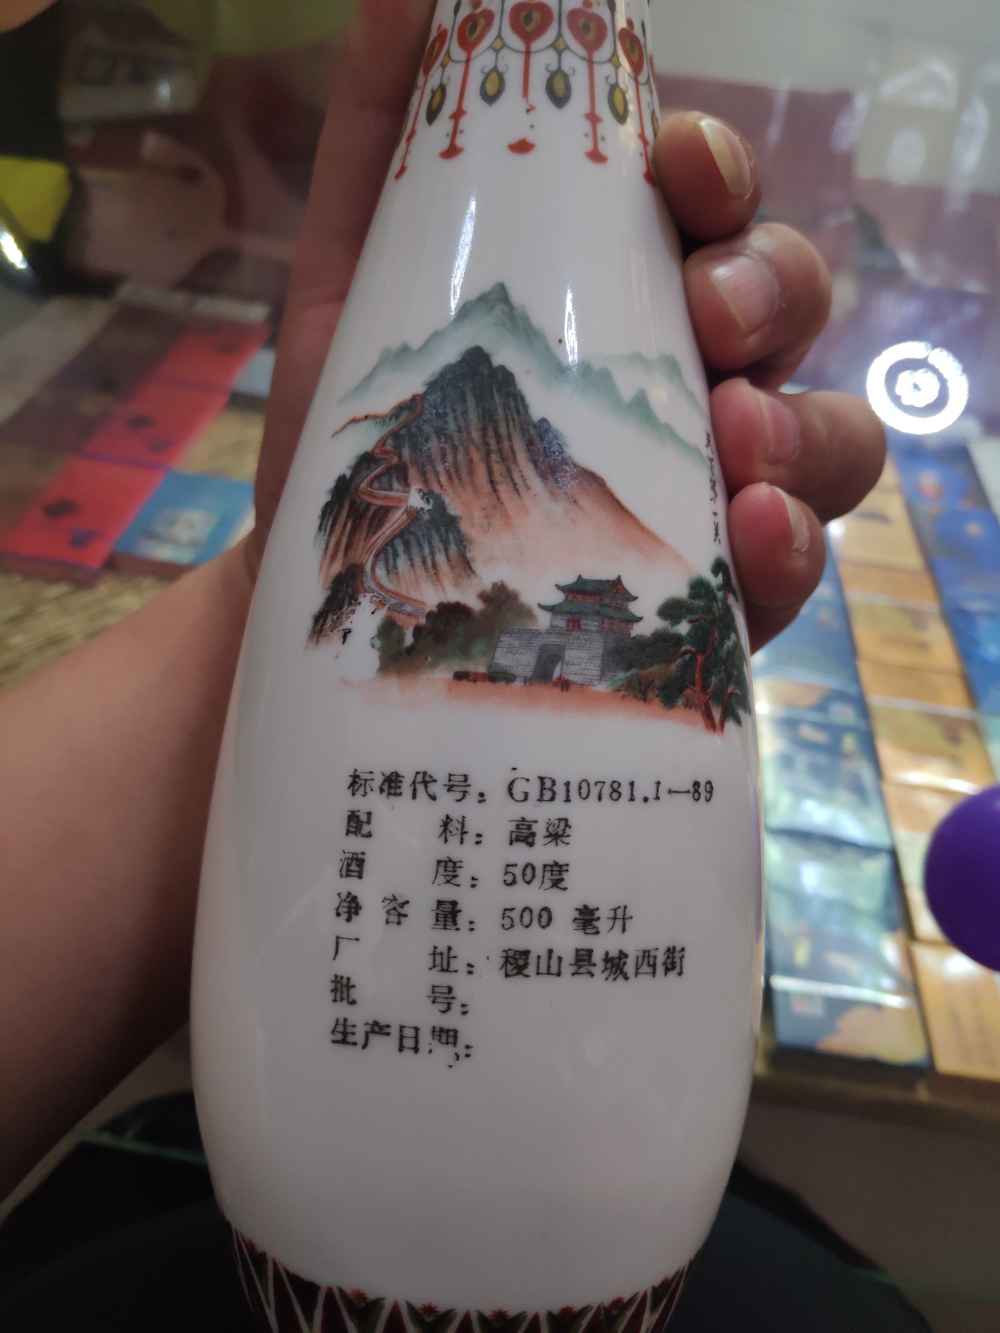 标准代号：GB10781.1—89
配料：高粱
酒度：50度
净容量：500 毫升
厂址：稷山县城西街
批号：
生产日期：